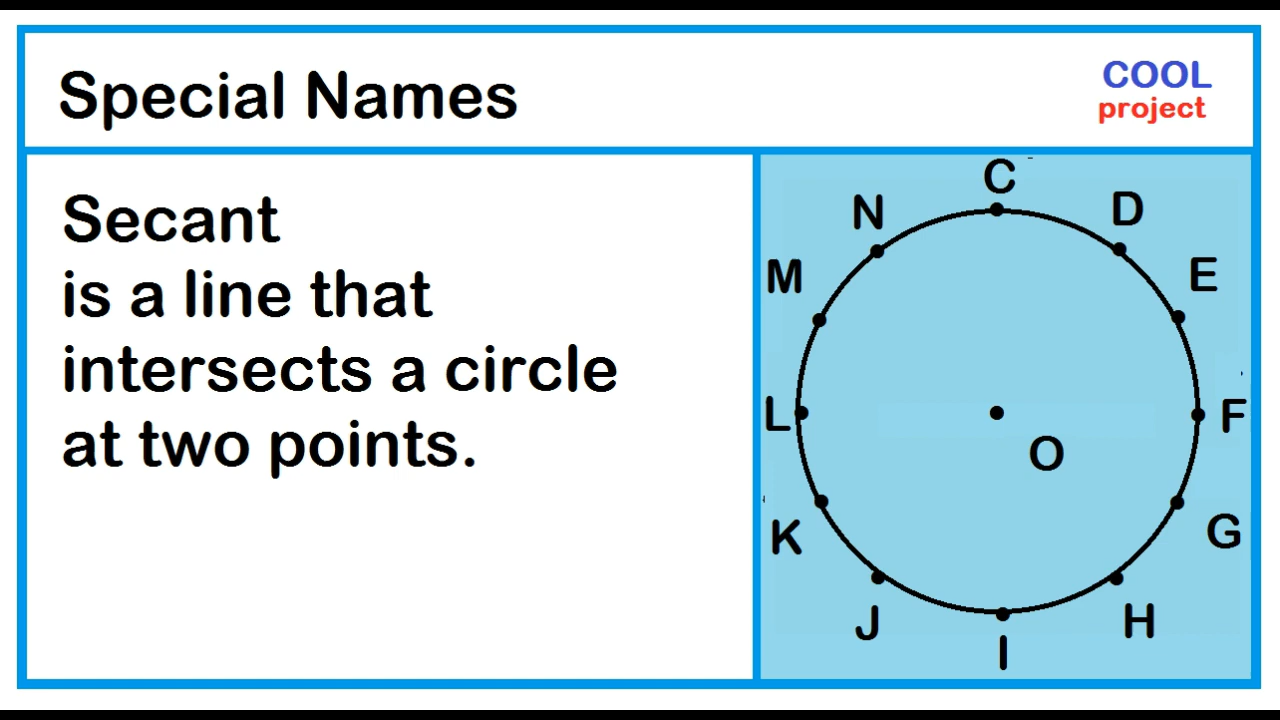 Special Names
COOL
project
Secant
is a line that
intersects a circle
at two points.
C
N
D
M
E
L
F
O
K
G
J
H
I